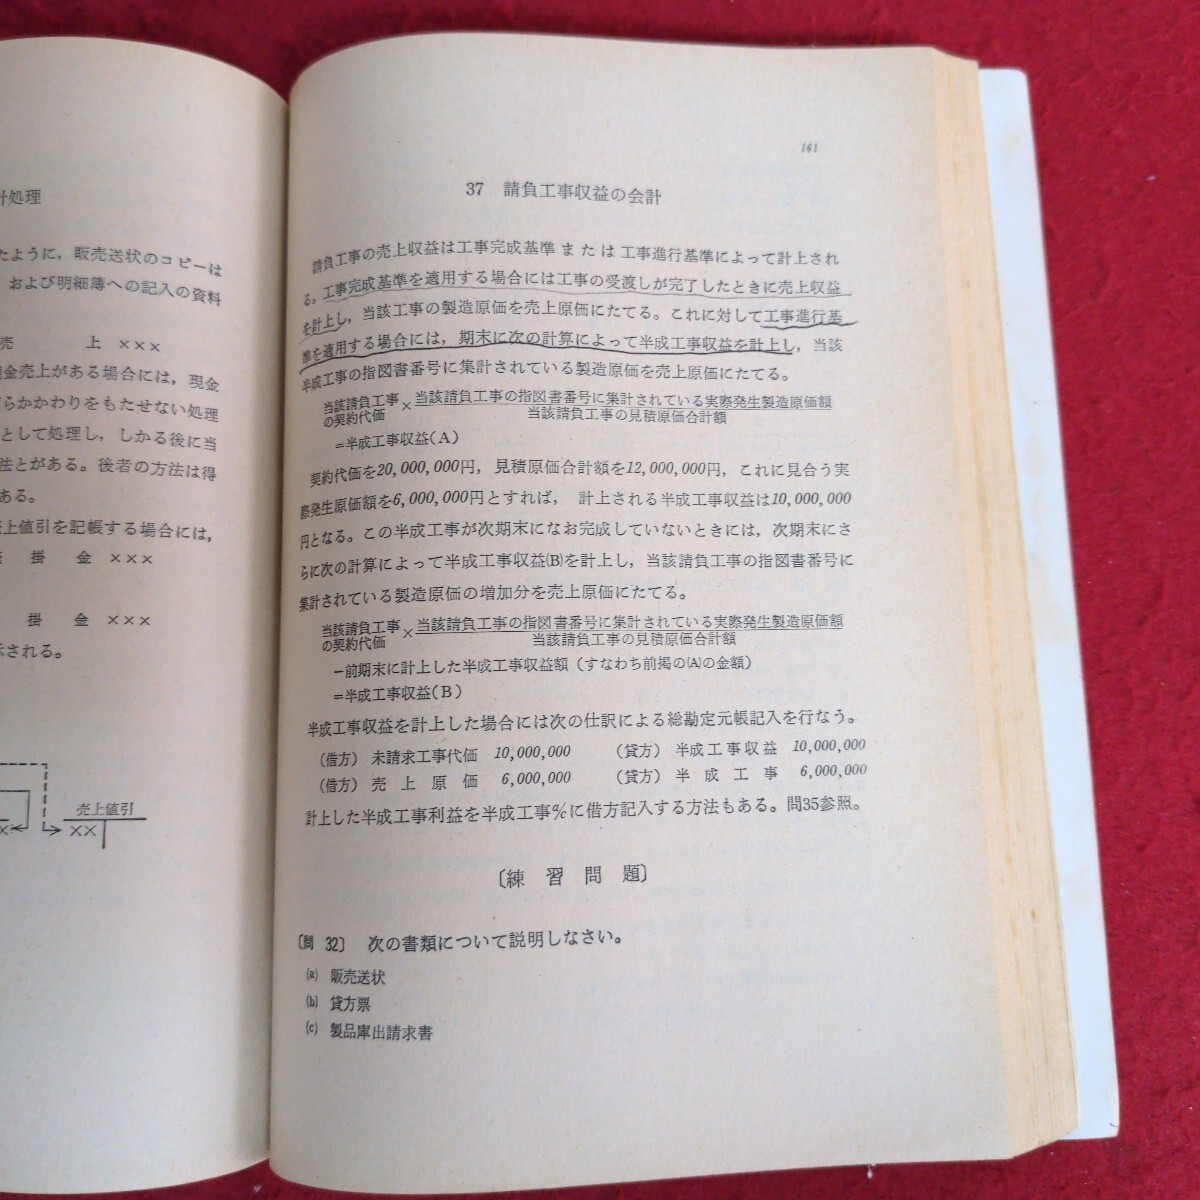 計処理
たように，販売送状のコピーは
および明細簿への記入の資料
売　上 ×××
現金売上がある場合には，現金
らかかわりをもたせない処理
として処理し，しかる後に当
法とがある。後者の方法は得
ある。
売上値引を記帳する場合には，
掛 金 ×××
掛 金 ×××
示される。
売上値引
××
161
37 請負工事収益の会計
請負工事の売上収益は工事完成基準または工事進行基準によって計上され
る。工事完成基準を適用する場合には工事の受渡しが完了したときに売上収益
を計上し，当該工事の製造原価を売上原価にたてる。これに対して工事進行基
準を適用する場合には，期末に次の計算によって半成工事収益を計上し，当該
半成工事の指図書番号に集計されている製造原価を売上原価にたてる。
当該請負工事の契約代価×当該請負工事の指図書番号に集計されている実際発生製造原価額
当該請負工事の見積原価合計額
＝半成工事収益(A)
契約代価を20,000,000円，見積原価合計額を12,000,000円，これに見合う実
際発生原価額を6,000,000円とすれば，計上される半成工事収益は10,000,000
円となる。この半成工事が次期末になお完成していないときには，次期末にさ
らに次の計算によって半成工事収益(B)を計上し，当該請負工事の指図書番号に
集計されている製造原価の増加分を売上原価にたてる。
当該請負工事の契約代価×当該請負工事の指図書番号に集計されている実際発生製造原価額
当該請負工事の見積原価合計額
－前期末に計上した半成工事収益額（すなわち前掲の(A)の金額）
＝半成工事収益(B)
半成工事収益を計上した場合には次の仕訳による総勘定元帳記入を行なう。
（借方）未請求工事代価 10,000,000　（貸方）半成工事収益 10,000,000
（借方）売上原価 6,000,000　（貸方）半成工事 6,000,000
計上した半成工事利益を半成工事%に借方記入する方法もある。問35参照。
〔練 習 問 題〕
〔問 32〕 次の書類について説明しなさい。
(a) 販売送状
(b) 貸方票
(c) 製品庫出請求書